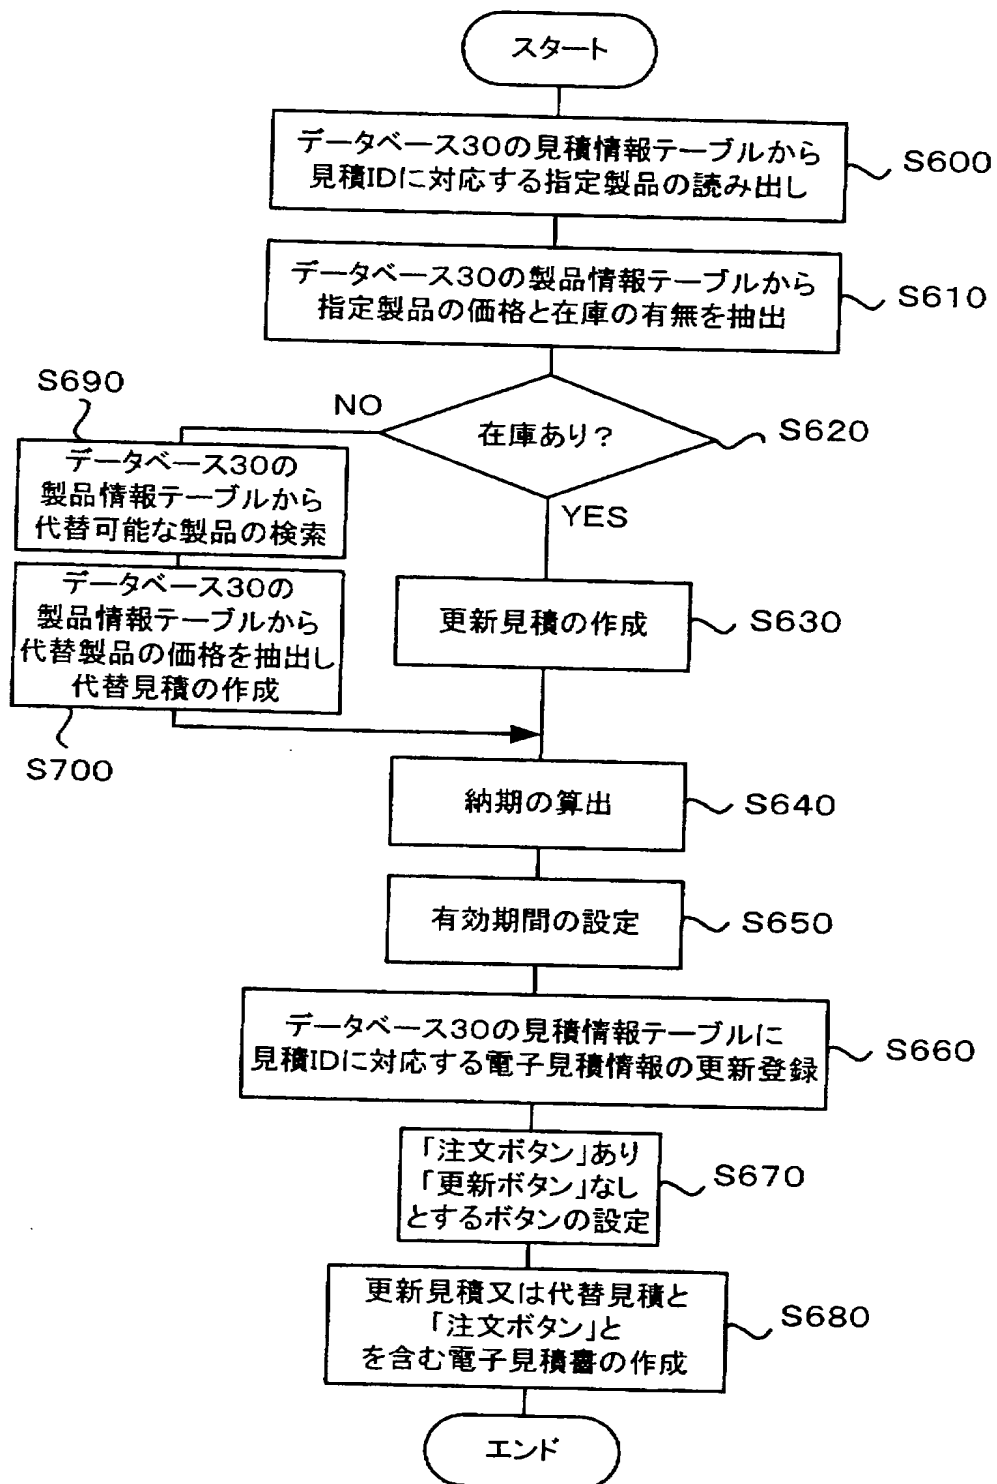 スタート
データベース30の見積情報テーブルから
見積IDに対応する指定製品の読み出し
S600
データベース30の製品情報テーブルから
指定製品の価格と在庫の有無を抽出
S610
在庫あり?
S620
NO
YES
S690
データベース30の
製品情報テーブルから
代替可能な製品の検索
データベース30の
製品情報テーブルから
代替製品の価格を抽出し
代替見積の作成
S700
更新見積の作成
S630
納期の算出
S640
有効期間の設定
S650
データベース30の見積情報テーブルに
見積IDに対応する電子見積情報の更新登録
S660
「注文ボタン」あり
「更新ボタン」なし
とするボタンの設定
S670
更新見積又は代替見積と
「注文ボタン」と
を含む電子見積書の作成
S680
エンド